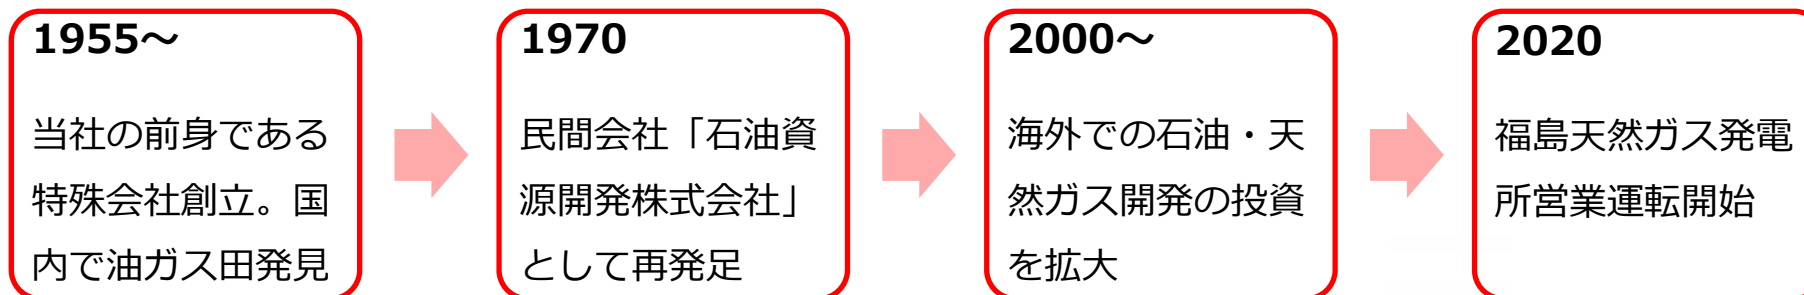 1955～
当社の前身である
特殊会社創立。国
内で油ガス田発見
1970
民間会社「石油資
源開発株式会社」
として再発足
2000～
海外での石油・天
然ガス開発の投資
を拡大
2020
福島天然ガス発電
所営業運転開始